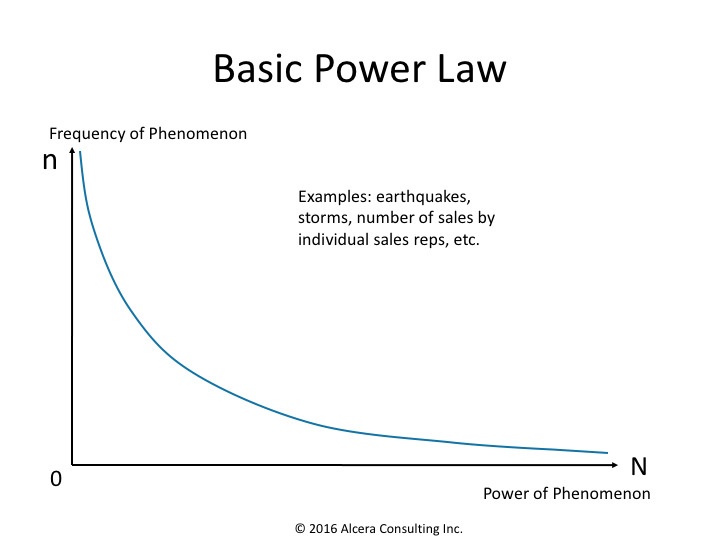 Basic Power Law
Frequency of Phenomenon
n
Examples: earthquakes,
storms, number of sales by
individual sales reps, etc.
0
N
Power of Phenomenon
© 2016 Alcera Consulting Inc.